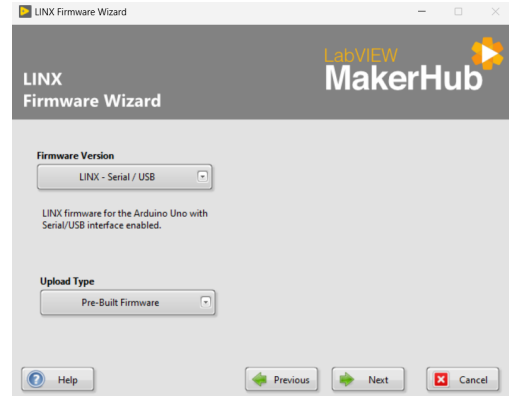 LINX Firmware Wizard
LabVIEW
MakerHub
LINX
Firmware Wizard
Firmware Version
LINX - Serial / USB
LINX firmware for the Arduino Uno with
Serial/USB interface enabled.
Upload Type
Pre-Built Firmware
Help
Previous
Next
Cancel